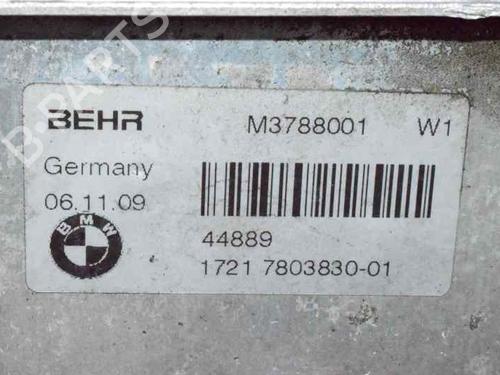 BEHR M3788001 W1
Germany
06.11.09
BMW
44889
1721 7803830-01
B-PARTS